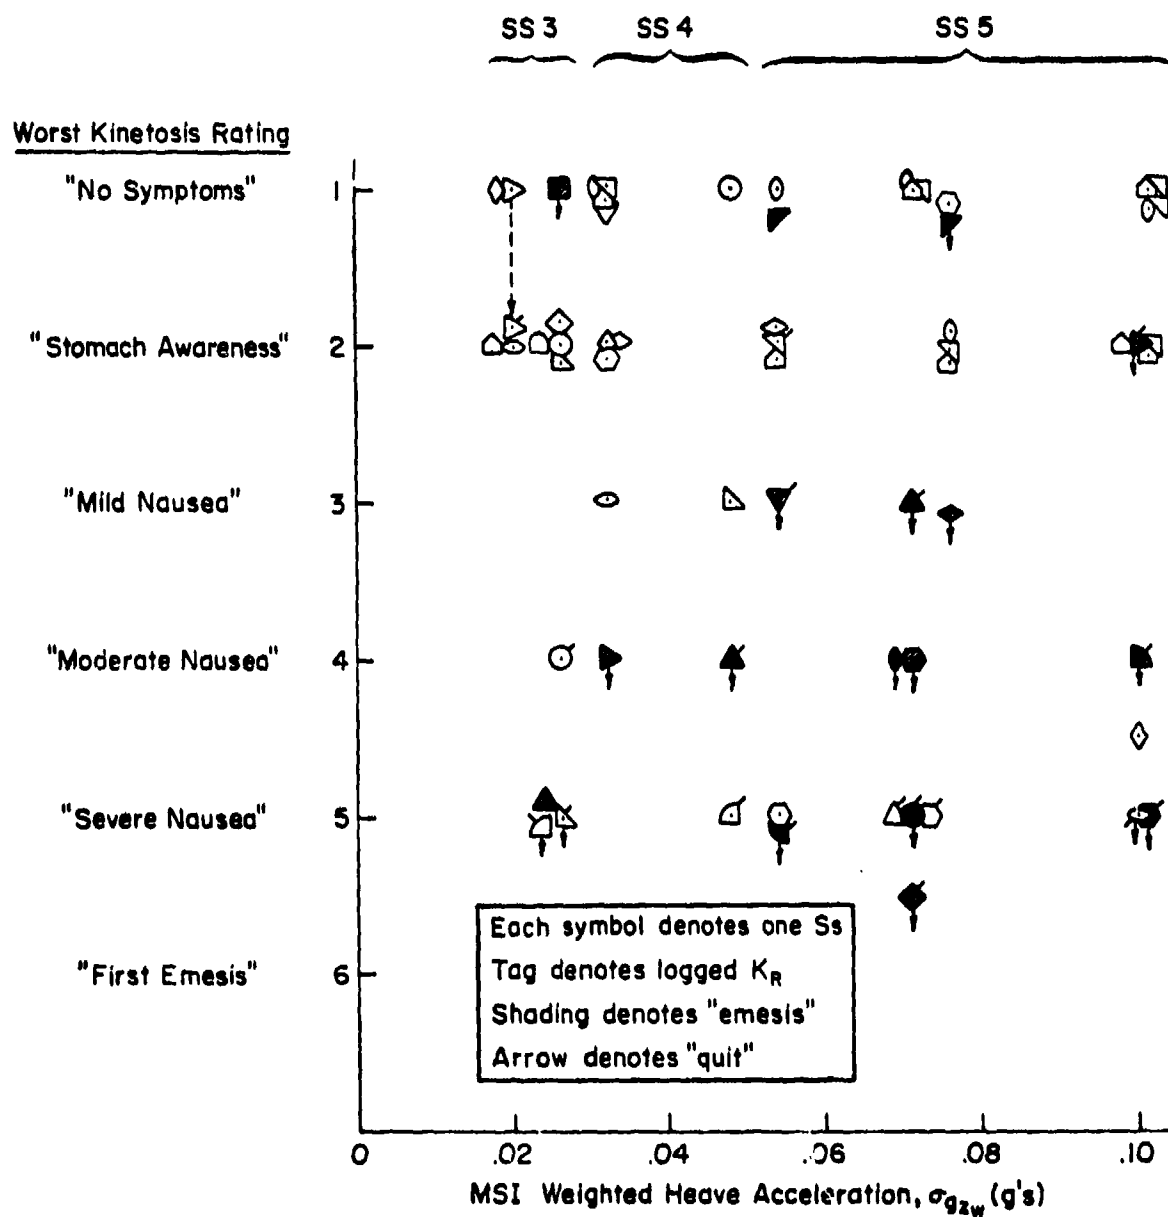 SS 3 SS 4 SS 5
Worst Kinetosis Rating
"No Symptoms" 1
"Stomach Awareness" 2
"Mild Nausea" 3
"Moderate Nausea" 4
"Severe Nausea" 5
"First Emesis" 6
Each symbol denotes one Ss
Tag denotes logged KR
Shading denotes "emesis"
Arrow denotes "quit"
0 .02 .04 .06 .08 .10
MSI Weighted Heave Acceleration, σgzw (g's)